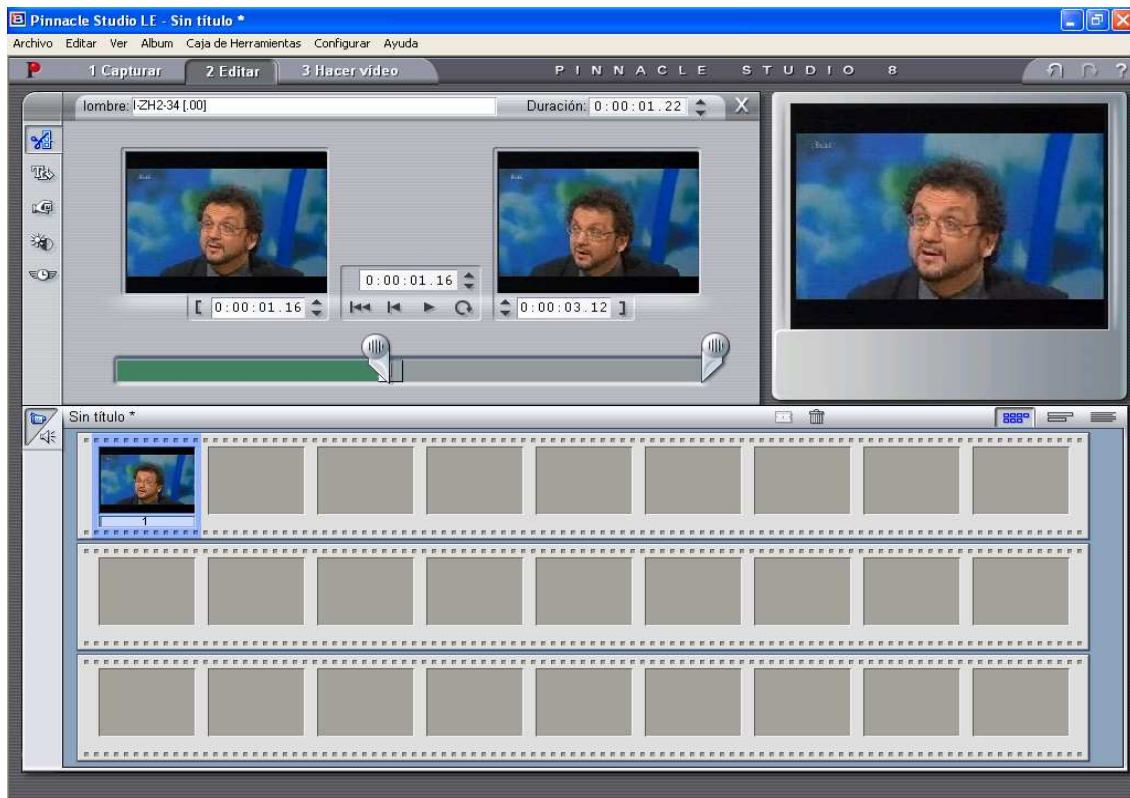 Pinnacle Studio LE - Sin título *
Archivo Editar Ver Album Caja de Herramientas Configurar Ayuda
1 Capturar 2 Editar 3 Hacer vídeo PINNACLE STUDIO 8 ?
lombre: I-ZH2-34 [.00] Duración: 0:00:01.22 X
0:00:01.16
[ 0:00:01.16 0:00:03.12 ]
Sin título *
1